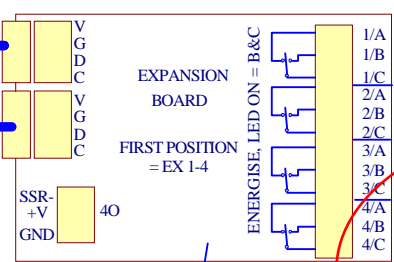 V
G
D
C
V
G
D
C
EXPANSION
BOARD
FIRST POSITION
= EX 1-4
SSR-
+V
GND
4O
ENERGISE, LED ON = B&C
1/A
1/B
1/C
2/A
2/B
2/C
3/A
3/B
3/C
4/A
4/B
4/C